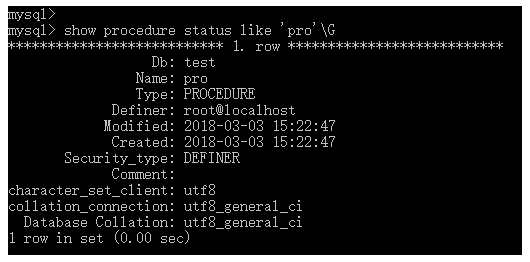 mysql>
mysql> show procedure status like 'pro'\G
*************************** 1. row ***************************
Db: test
Name: pro
Type: PROCEDURE
Definer: root@localhost
Modified: 2018-03-03 15:22:47
Created: 2018-03-03 15:22:47
Security_type: DEFINER
Comment:
character_set_client: utf8
collation_connection: utf8_general_ci
Database Collation: utf8_general_ci
1 row in set (0.00 sec)